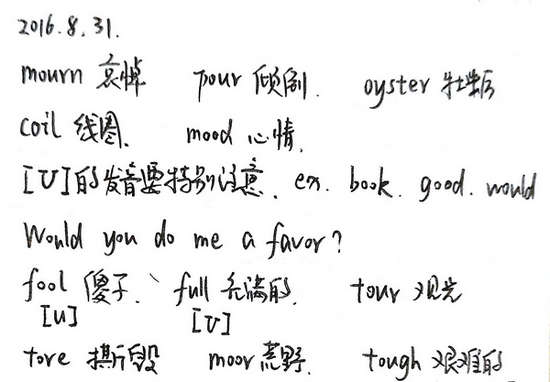 2016.8.31.
mourn 哀悼 pour 倾倒. oyster 牡蛎
coil 线圈. mood 心情.
[ʊ]的发音要特别注意. ex. book. good. would
Would you do me a favor?
fool 傻子. full 充满的. tour 观光
[u] [ʊ]
tore 撕毁 moor 荒野. tough 艰难的